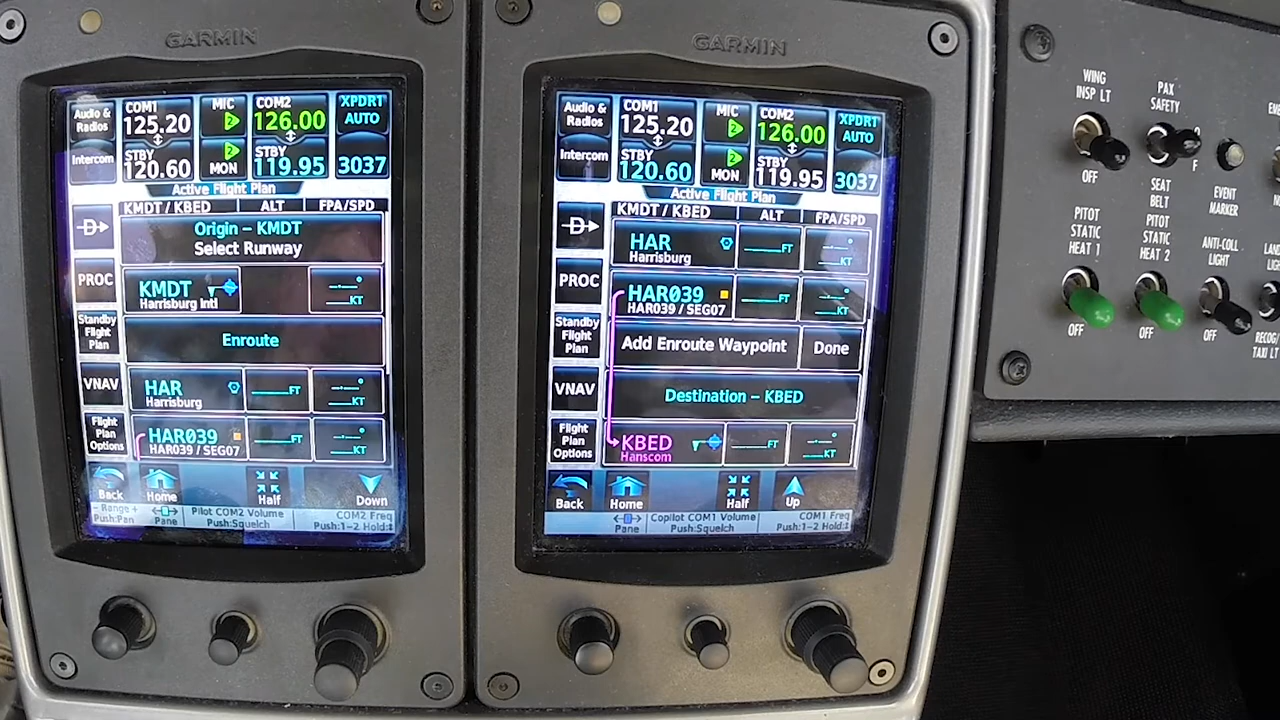 GARMIN
Audio & Radios
COM1
125.20
STBY
120.60
MIC
MON
COM2
126.00
STBY
119.95
XPDR1
AUTO
3037
Intercom
Active Flight Plan
KMDT / KBED ALT FPA/SPD
Origin – KMDT
Select Runway
PROC
KMDT
Harrisburg Intl
KT
Standby Flight Plan
Enroute
VNAV
HAR
Harrisburg
FT
KT
Flight Plan Options
HAR039
HAR039 / SEG07
FT
KT
Back
Home
Half
Down
– Range +
Push:Pan
Pane
Pilot COM2 Volume
Push:Squelch
COM2 Freq
Push:1–2 Hold:↕
GARMIN
Audio & Radios
COM1
125.20
STBY
120.60
MIC
MON
COM2
126.00
STBY
119.95
XPDR1
AUTO
3037
Intercom
Active Flight Plan
KMDT / KBED ALT FPA/SPD
HAR
Harrisburg
FT
KT
PROC
HAR039
HAR039 / SEG07
FT
KT
Standby Flight Plan
Add Enroute Waypoint
Done
VNAV
Destination – KBED
Flight Plan Options
KBED
Hanscom
FT
KT
Back
Home
Half
Up
Pane
Copilot COM1 Volume
Push:Squelch
COM1 Freq
Push:1–2 Hold:↕
WING
INSP LT
OFF
PAX
SAFETY
SEAT
BELT
F
EVENT
MARKER
PITOT
STATIC
HEAT 1
OFF
PITOT
STATIC
HEAT 2
OFF
ANTI-COLL
LIGHT
OFF
RECOG/
TAXI LT